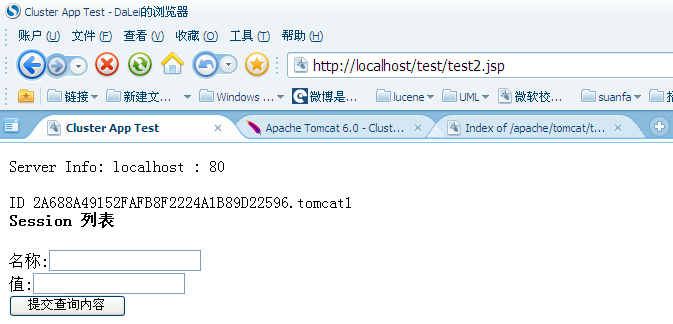 Cluster App Test - DaLei的浏览器
账户(U) 文件(F) 查看(V) 收藏(O) 工具(T) 帮助(H)
http://localhost/test/test2.jsp
链接 新建文... Windows ... 微博是... lucene UML 微软校... suanfa
Cluster App Test Apache Tomcat 6.0 - Clust... Index of /apache/tomcat/t...
Server Info: localhost : 80
ID 2A688A49152FAFB8F2224A1B89D22596.tomcat1
Session 列表
名称:
值:
提交查询内容